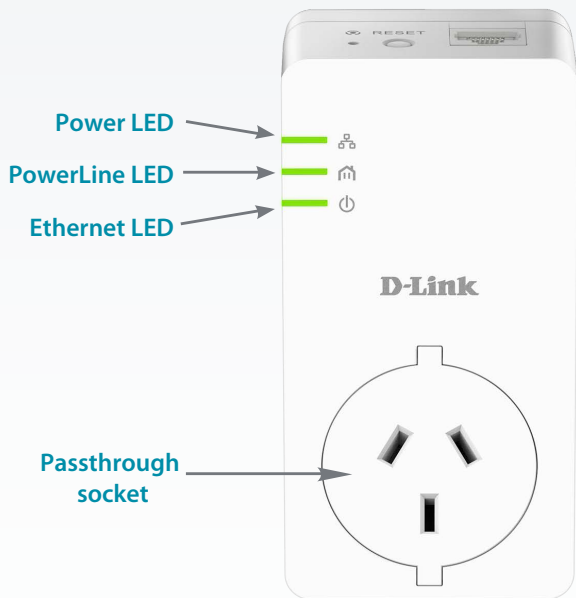 RESET
Power LED
PowerLine LED
Ethernet LED
D-Link
Passthrough
socket